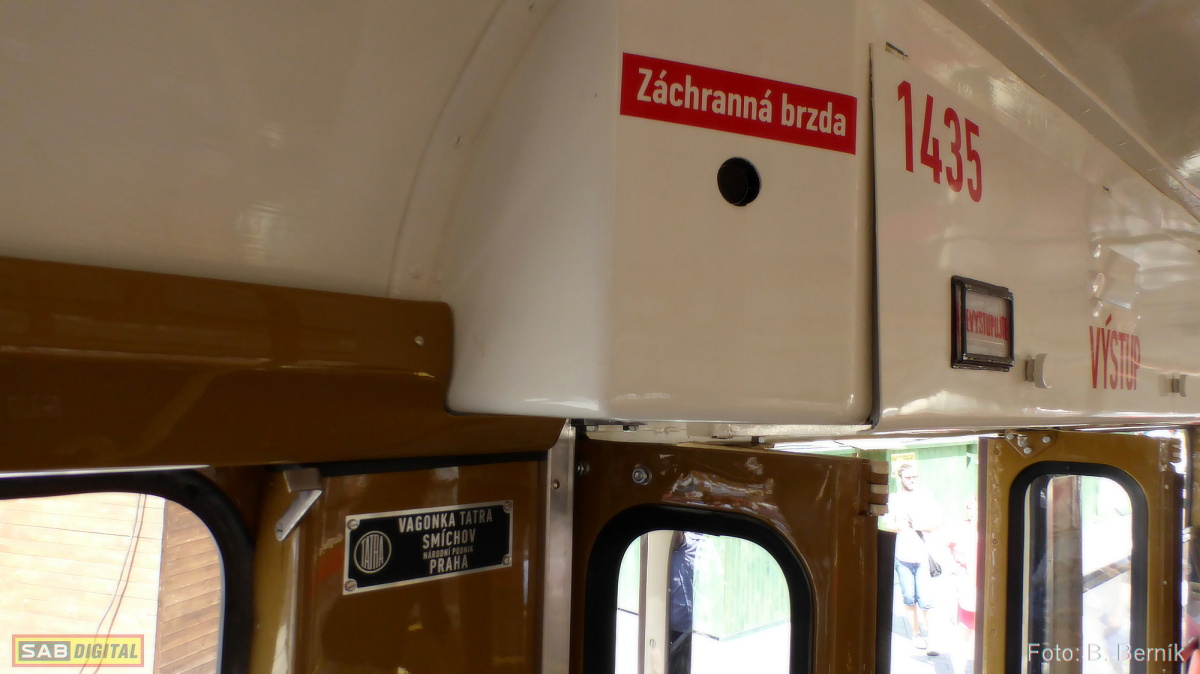 Záchranná brzda
1435
VÝSTUP
VAGONKA TATRA
SMÍCHOV
NÁRODNÍ PODNIK
PRAHA
TATRA
SAB DIGITAL
Foto: B. Berník